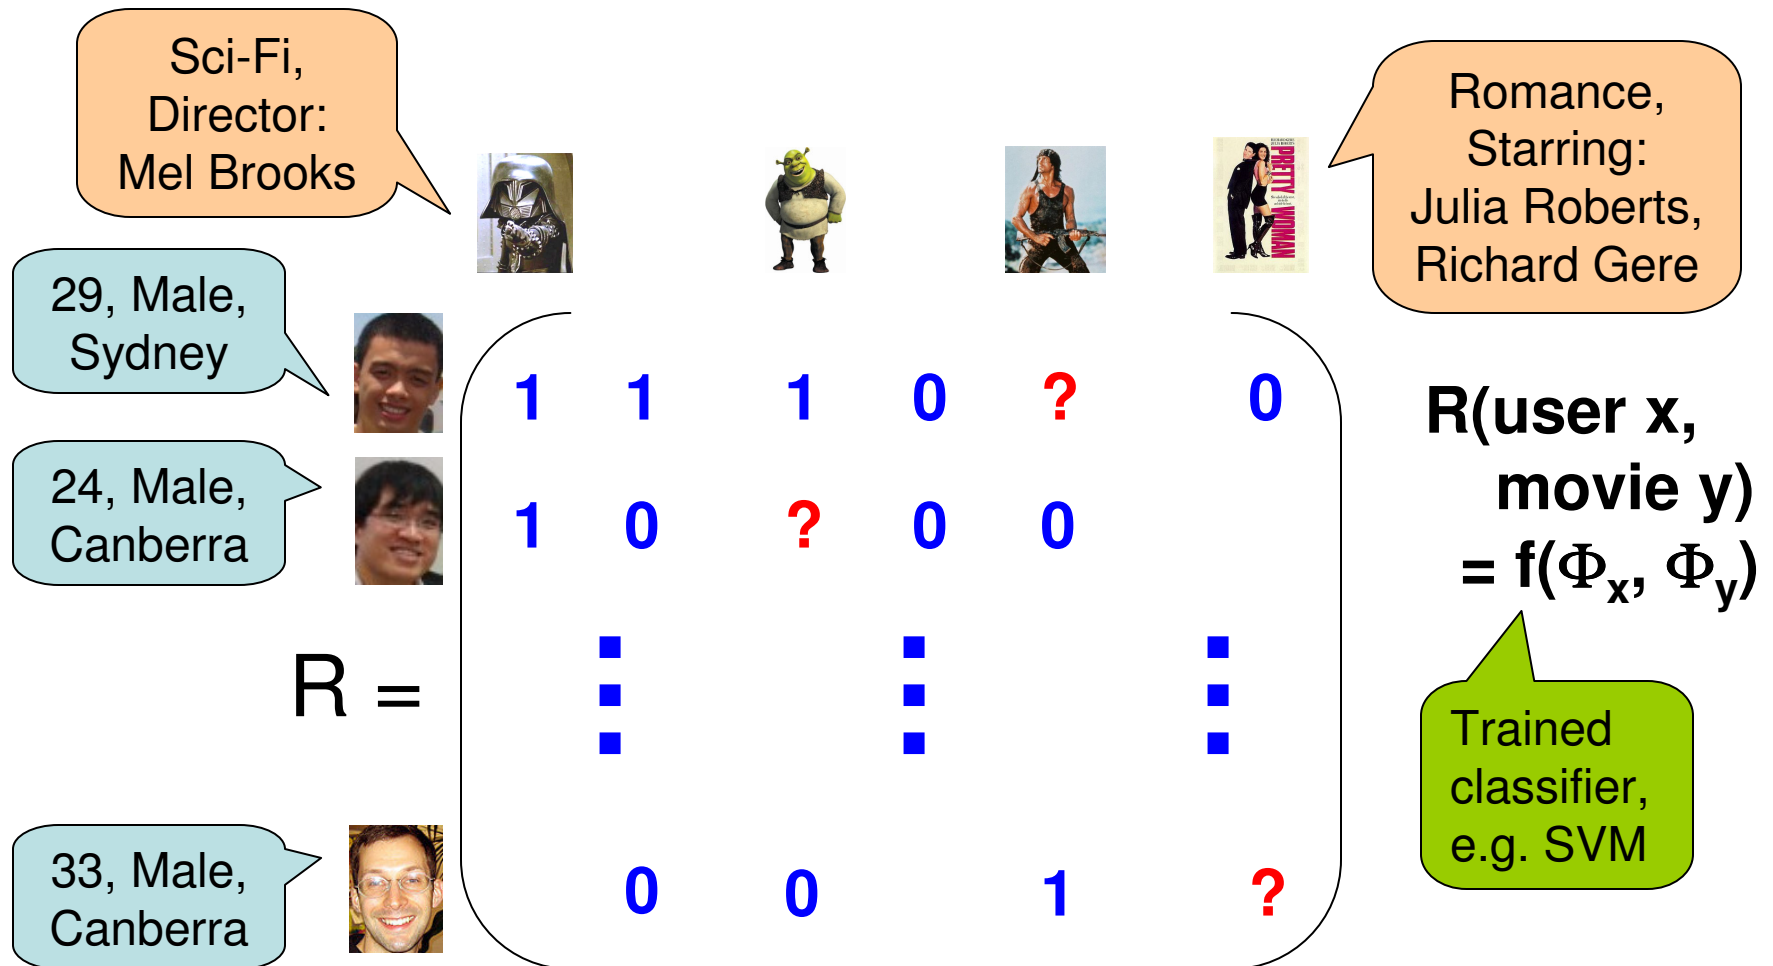 Sci-Fi,
Director:
Mel Brooks
Romance,
Starring:
Julia Roberts,
Richard Gere
PRETTY WOMAN
29, Male,
Sydney
1 1 1 0 ? 0
24, Male,
Canberra
1 0 ? 0 0
R(user x,
movie y)
= f(Φx, Φy)
R =
Trained
classifier,
e.g. SVM
33, Male,
Canberra
0 0 1 ?